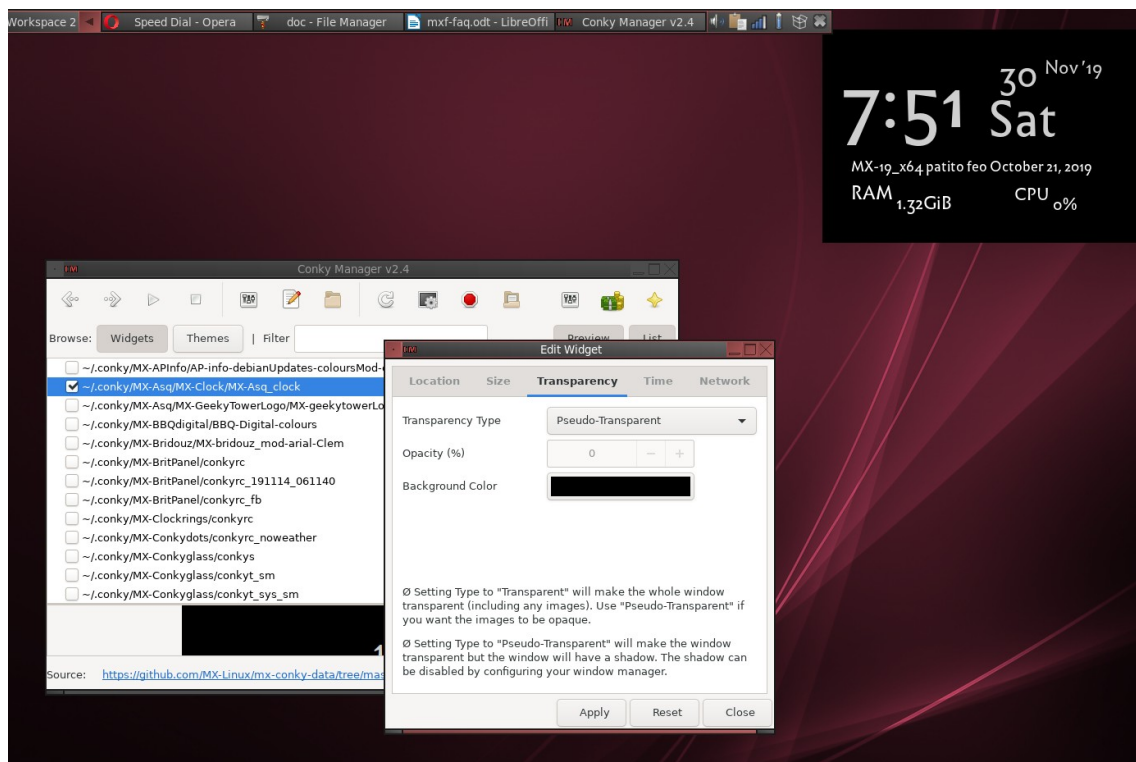 Workspace 2
Speed Dial - Opera
doc - File Manager
mxf-faq.odt - LibreOffi
Conky Manager v2.4
30 Nov'19
7:51 Sat
MX-19_x64 patito feo October 21, 2019
RAM 1.32GiB CPU 0%
Conky Manager v2.4
Browse: Widgets Themes | Filter Preview List
~/.conky/MX-APInfo/AP-info-debianUpdates-coloursMod-
~/.conky/MX-Asq/MX-Clock/MX-Asq_clock
~/.conky/MX-Asq/MX-GeekyTowerLogo/MX-geekytowerLo
~/.conky/MX-BBQdigital/BBQ-Digital-colours
~/.conky/MX-Bridouz/MX-bridouz_mod-arial-Clem
~/.conky/MX-BritPanel/conkyrc
~/.conky/MX-BritPanel/conkyrc_191114_061140
~/.conky/MX-BritPanel/conkyrc_fb
~/.conky/MX-Clockrings/conkyrc
~/.conky/MX-Conkydots/conkyrc_noweather
~/.conky/MX-Conkyglass/conkys
~/.conky/MX-Conkyglass/conkyt_sm
~/.conky/MX-Conkyglass/conkyt_sys_sm
1
Source: https://github.com/MX-Linux/mx-conky-data/tree/mas
Edit Widget
Location Size Transparency Time Network
Transparency Type Pseudo-Transparent
Opacity (%) 0 − +
Background Color
Ø Setting Type to "Transparent" will make the whole window
transparent (including any images). Use "Pseudo-Transparent" if
you want the images to be opaque.
Ø Setting Type to "Pseudo-Transparent" will make the window
transparent but the window will have a shadow. The shadow can
be disabled by configuring your window manager.
Apply Reset Close